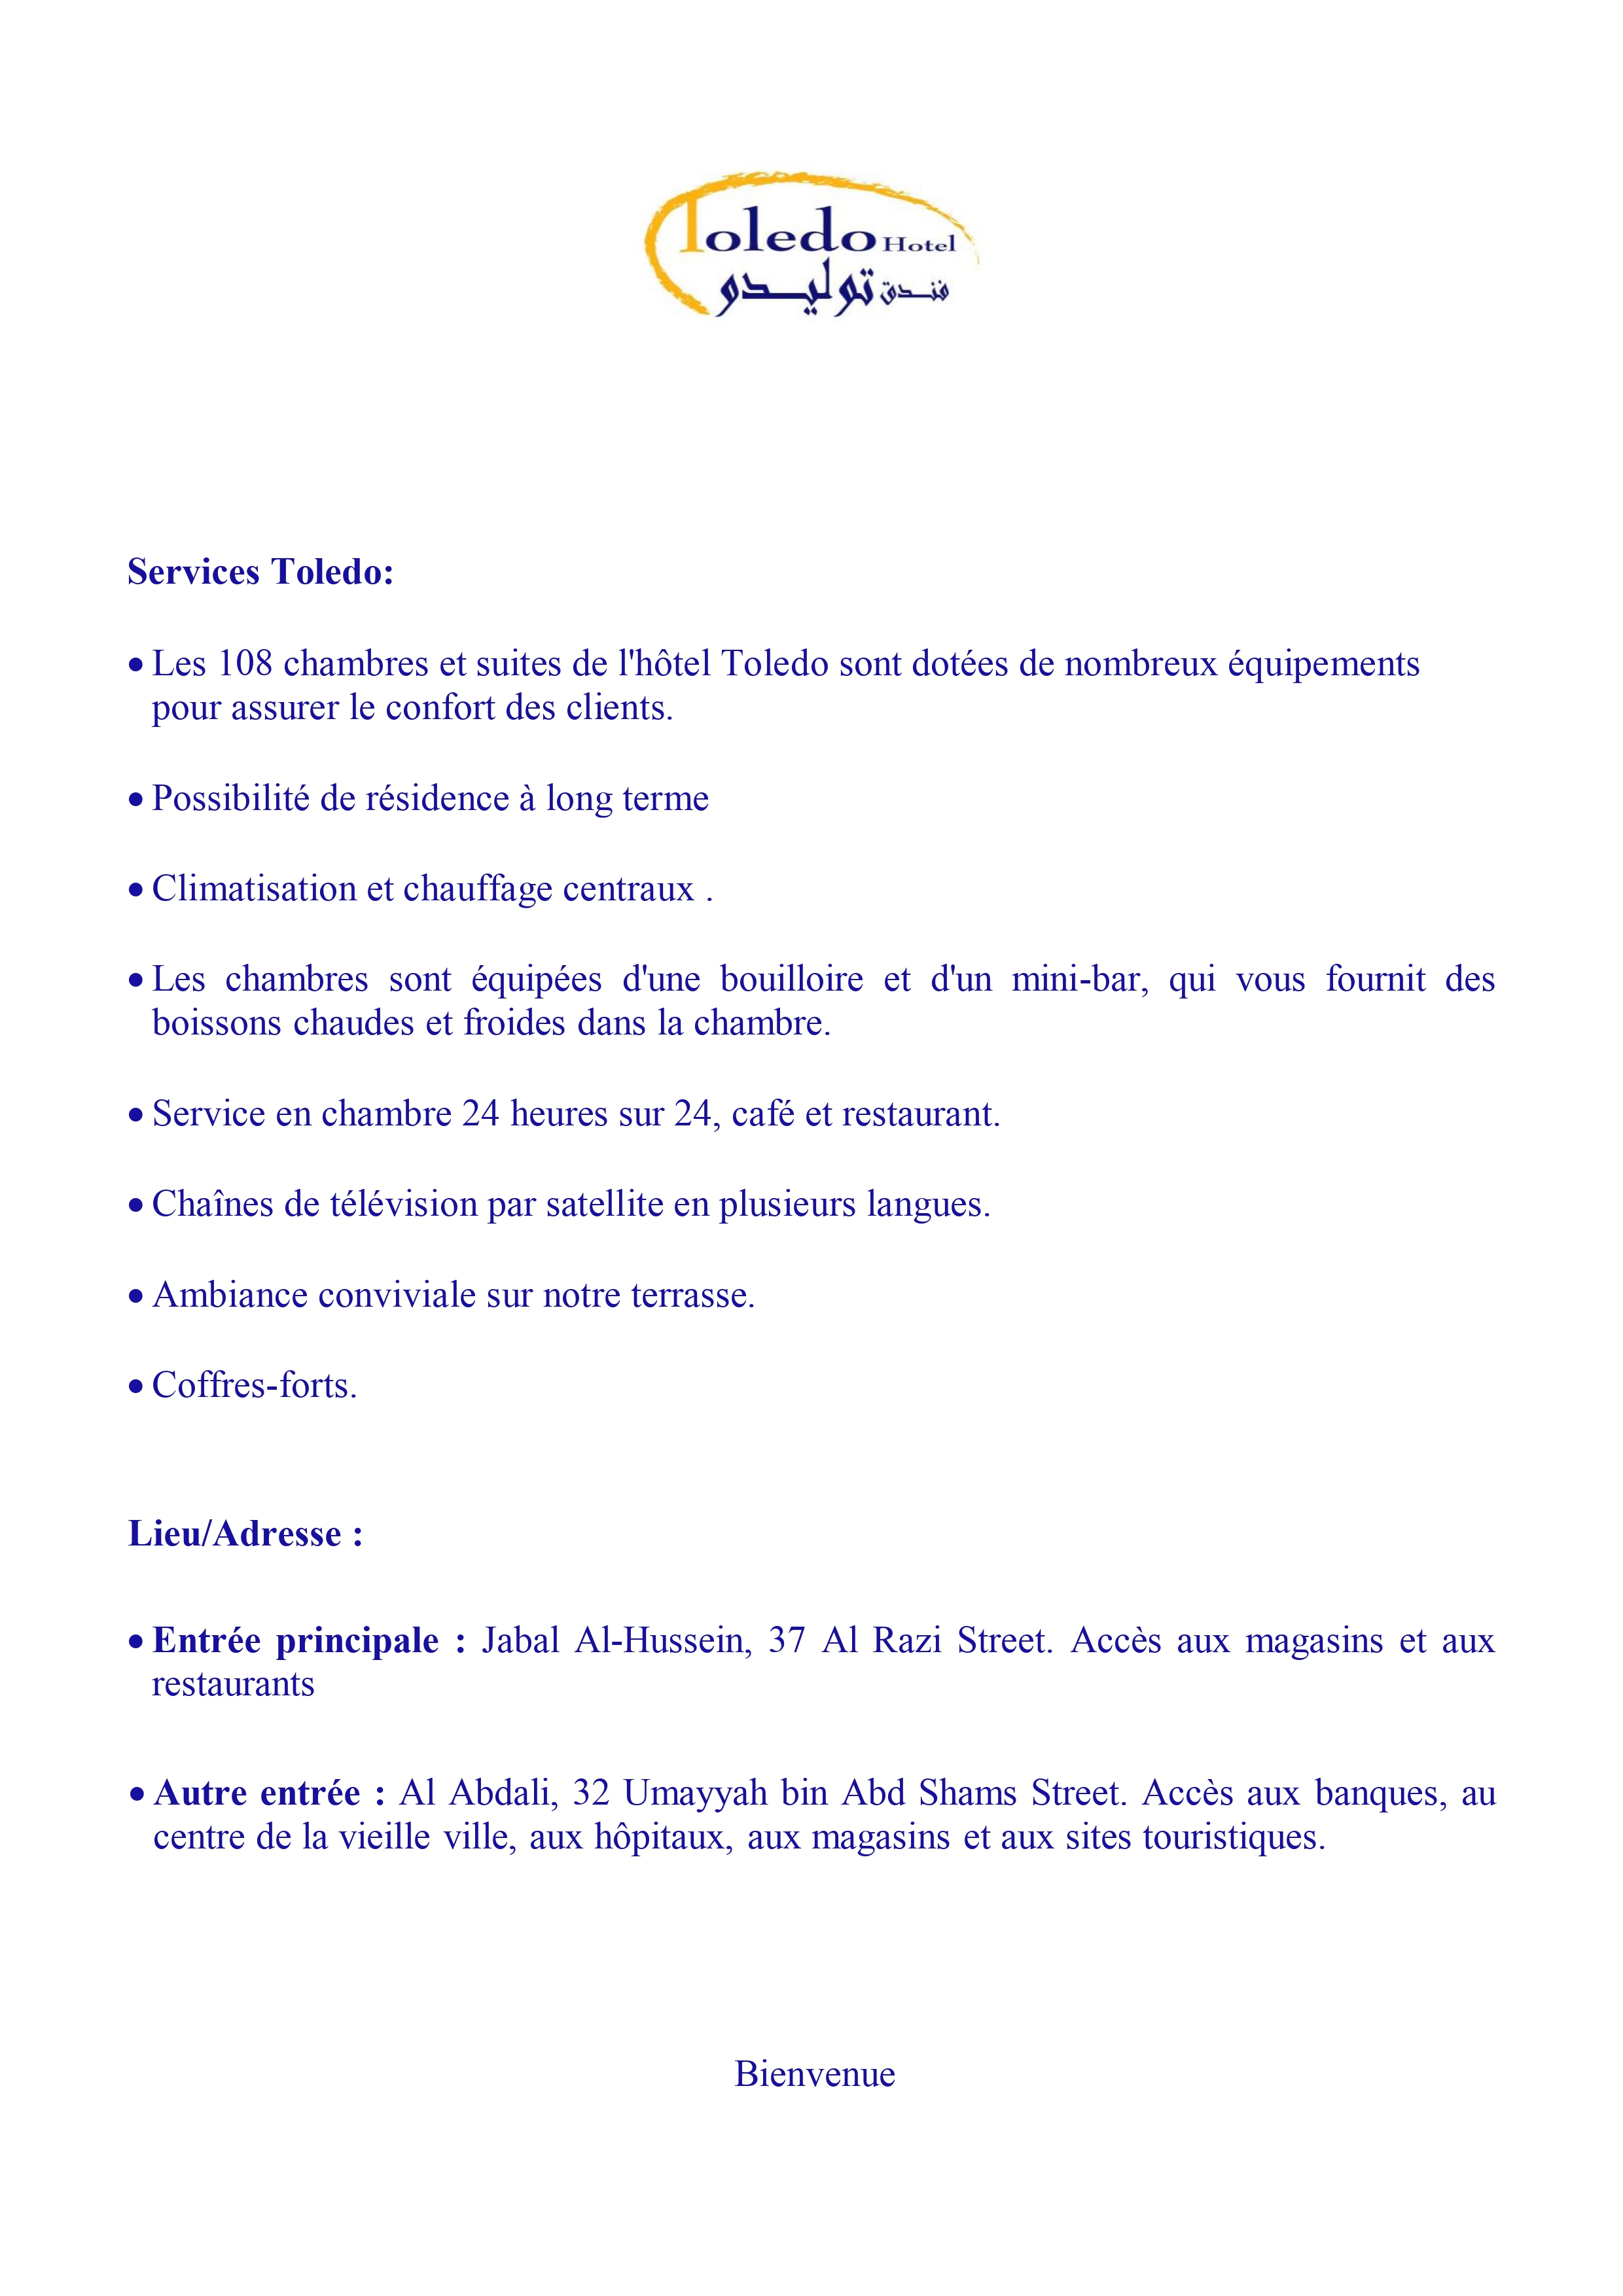 Toledo Hotel
فندق توليدو
Services Toledo:
• Les 108 chambres et suites de l'hôtel Toledo sont dotées de nombreux équipements
pour assurer le confort des clients.
• Possibilité de résidence à long terme
• Climatisation et chauffage centraux .
• Les chambres sont équipées d'une bouilloire et d'un mini-bar, qui vous fournit des
boissons chaudes et froides dans la chambre.
• Service en chambre 24 heures sur 24, café et restaurant.
• Chaînes de télévision par satellite en plusieurs langues.
• Ambiance conviviale sur notre terrasse.
• Coffres-forts.
Lieu/Adresse :
• Entrée principale : Jabal Al-Hussein, 37 Al Razi Street. Accès aux magasins et aux
restaurants
• Autre entrée : Al Abdali, 32 Umayyah bin Abd Shams Street. Accès aux banques, au
centre de la vieille ville, aux hôpitaux, aux magasins et aux sites touristiques.
Bienvenue